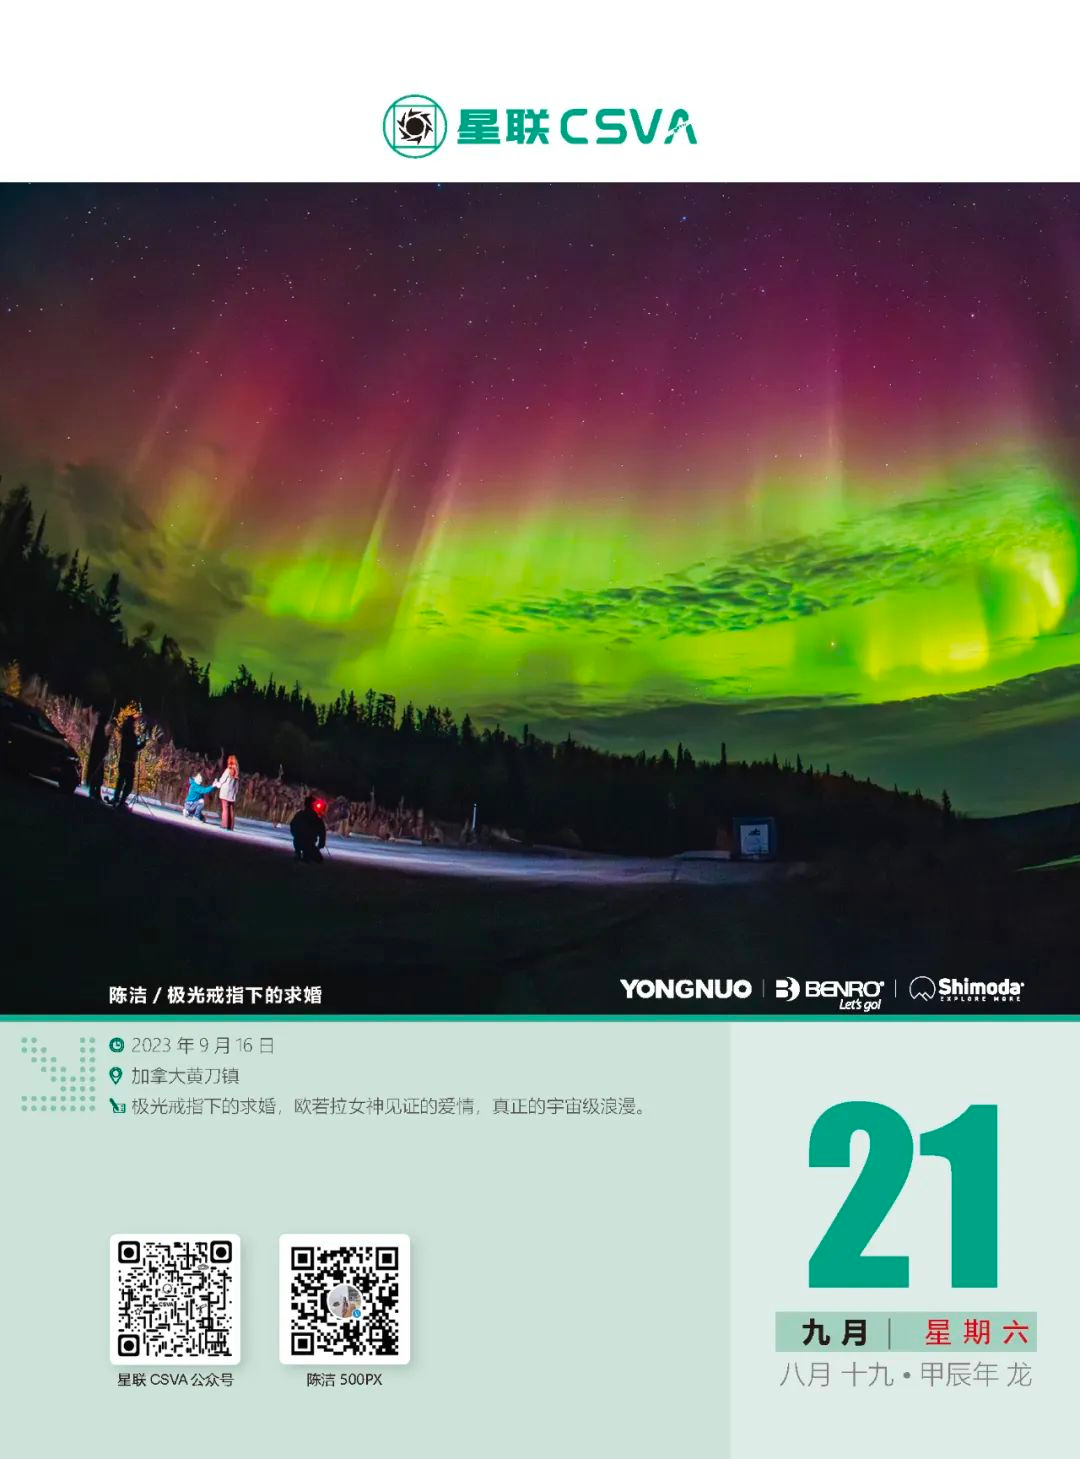 星联CSVA
陈洁 / 极光戒指下的求婚
YONGNUO | BENRO Let's go! | Shimoda EXPLORE MORE
2023 年 9 月 16 日
加拿大黄刀镇
极光戒指下的求婚，欧若拉女神见证的爱情，真正的宇宙级浪漫。
21
九月 | 星期六
八月 十九 • 甲辰年 龙
星联 CSVA 公众号
陈洁 500PX